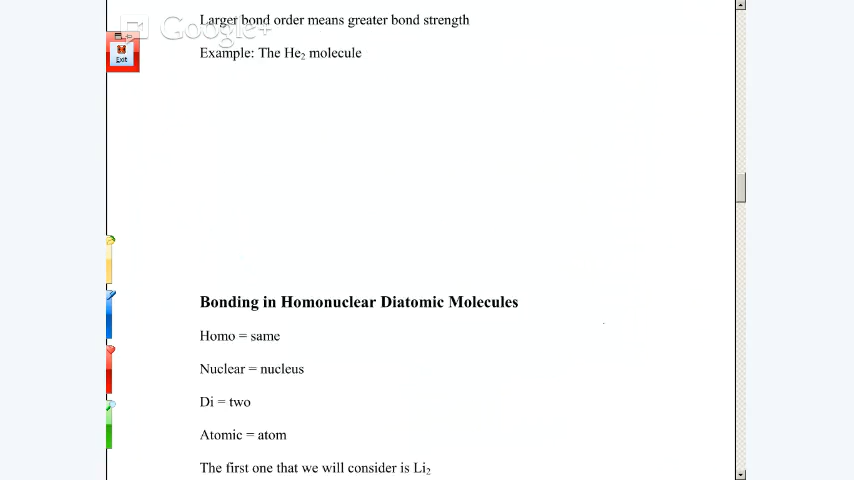 Larger bond order means greater bond strength
Google+
Exit
Example: The He₂ molecule
Bonding in Homonuclear Diatomic Molecules
Homo = same
Nuclear = nucleus
Di = two
Atomic = atom
The first one that we will consider is Li₂